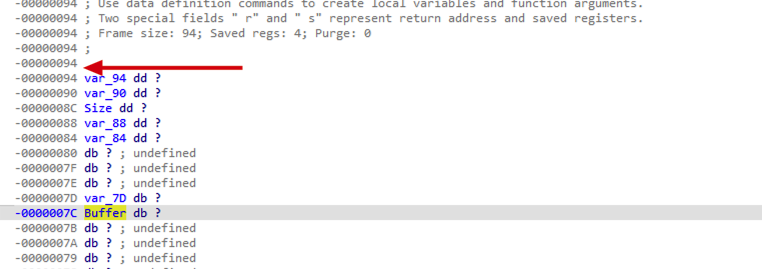 -00000094 ; Use data definition commands to create local variables and function arguments.
-00000094 ; Two special fields " r" and " s" represent return address and saved registers.
-00000094 ; Frame size: 94; Saved regs: 4; Purge: 0
-00000094 ;
-00000094
-00000094 var_94 dd ?
-00000090 var_90 dd ?
-0000008C Size dd ?
-00000088 var_88 dd ?
-00000084 var_84 dd ?
-00000080 db ? ; undefined
-0000007F db ? ; undefined
-0000007E db ? ; undefined
-0000007D var_7D db ?
-0000007C Buffer db ?
-0000007B db ? ; undefined
-0000007A db ? ; undefined
-00000079 db ? ; undefined